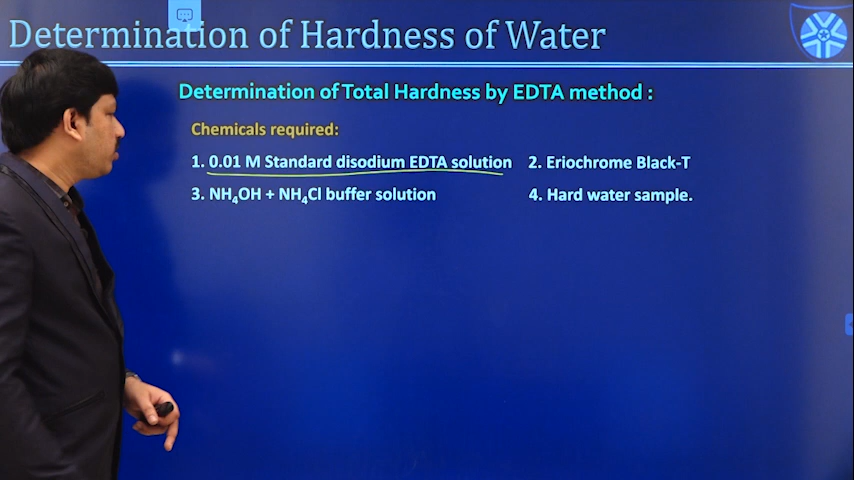 Determination of Hardness of Water
Determination of Total Hardness by EDTA method :
Chemicals required:
1. 0.01 M Standard disodium EDTA solution 2. Eriochrome Black-T
3. NH₄OH + NH₄Cl buffer solution 4. Hard water sample.